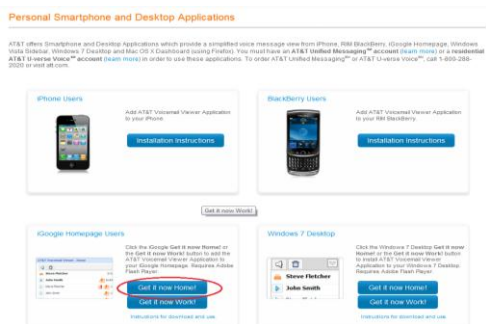 Personal Smartphone and Desktop Applications
AT&T offers Smartphone and Desktop Applications which provide a simplified voice message view from iPhone, RIM BlackBerry, iGoogle Homepage, Windows
Vista Sidebar, Windows 7 Desktop and Mac OS X Dashboard (using Firefox). You must have an AT&T Unified Messaging℠ account (learn more) or a residential
AT&T U-verse Voice℠ account (learn more) in order to use these applications. To order AT&T Unified Messaging℠ or AT&T U-verse Voice℠, call 1-800-288-
2020 or visit att.com.
iPhone Users
Add AT&T Voicemail Viewer Application
to your iPhone.
Installation Instructions
BlackBerry Users
Add AT&T Voicemail Viewer Application
to your RIM BlackBerry.
Installation Instructions
Get it now Work!
iGoogle Homepage Users
Click the iGoogle Get it now Home! or
the Get it now Work! button to add the
AT&T Voicemail Viewer Application to
your iGoogle Homepage. Requires Adobe
Flash Player.
Get it now Home!
Get it now Work!
Instructions for download and use
Windows 7 Desktop
Click the Windows 7 Desktop Get it now
Home! or the Get it now Work! button
to install AT&T Voicemail Viewer
Application to your Windows 7 Desktop.
Requires Adobe Flash Player.
Steve Fletcher
John Smith
Get it now Home!
Get it now Work!
Instructions for download and use